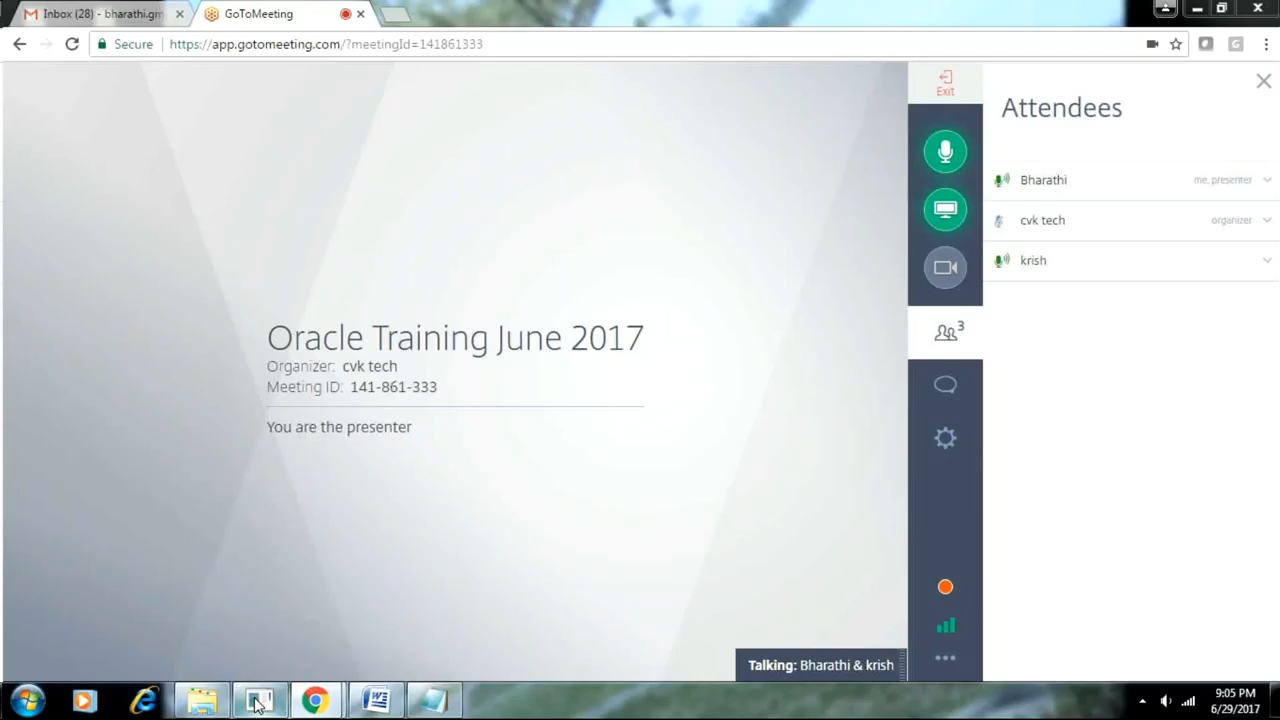 Inbox (28) - bharathi.gm
GoToMeeting
Secure
https://app.gotomeeting.com/?meetingId=141861333
Exit
Attendees
Bharathi
me, presenter
cvk tech
organizer
krish
3
Oracle Training June 2017
Organizer: cvk tech
Meeting ID: 141-861-333
You are the presenter
Talking: Bharathi & krish
9:05 PM
6/29/2017